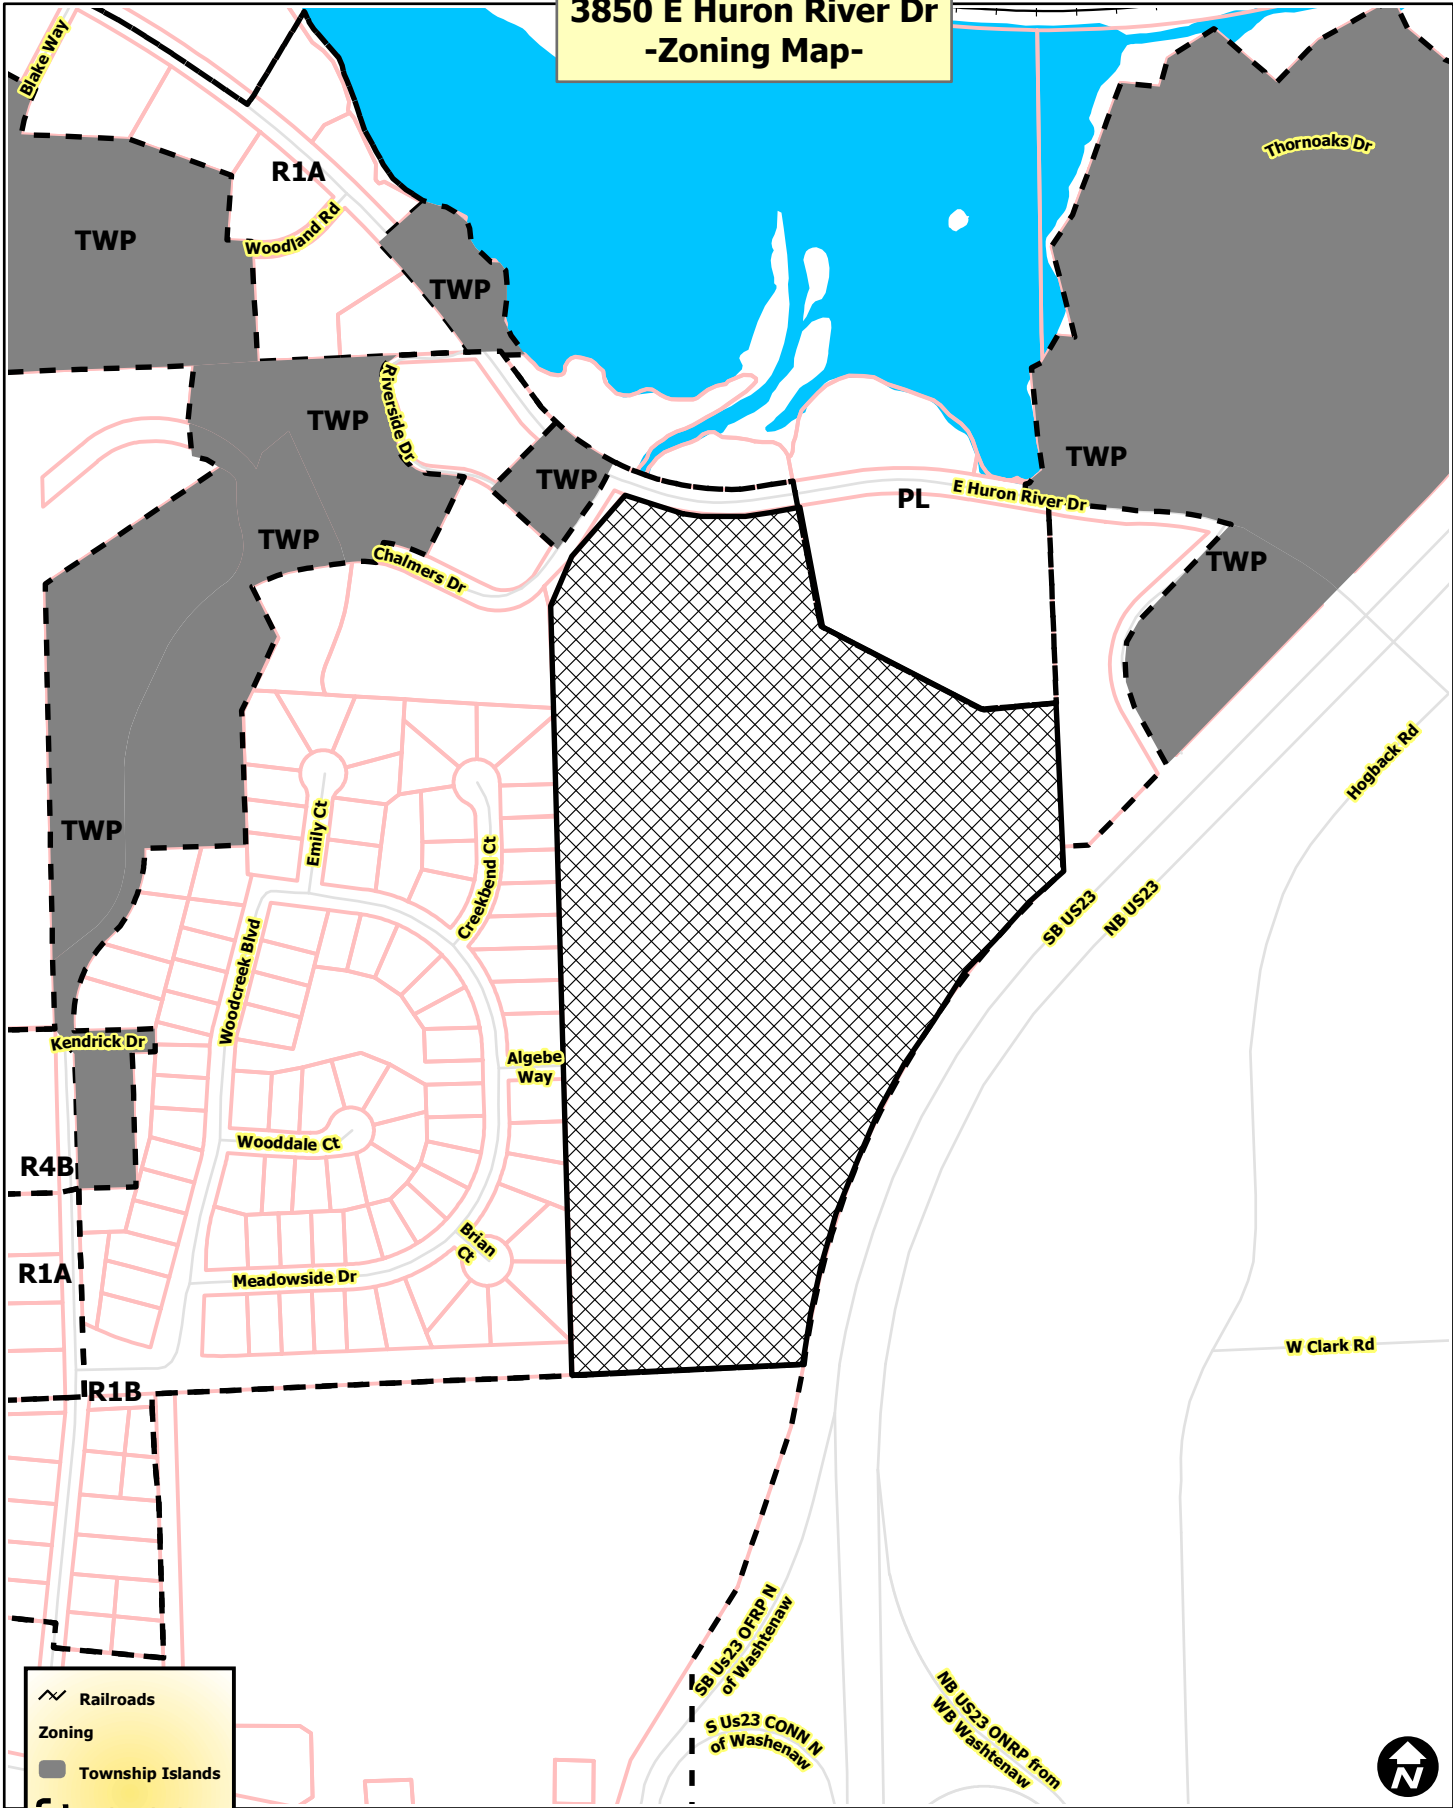 3850 E Huron River Dr
-Zoning Map-
Blake Way
Thornoaks Dr
R1A
Woodland Rd
TWP
TWP
Riverside Dr
TWP
TWP
TWP
E Huron River Dr
PL
TWP
Chalmers Dr
TWP
Hogback Rd
TWP
Emily Ct
Creekbend Ct
SB US23
NB US23
Woodcreek Blvd
Kendrick Dr
Algebe
Way
Wooddale Ct
R4B
Brian
Ct
R1A
Meadowside Dr
W Clark Rd
R1B
SB Us23 OFRP N
of Washtenaw
S Us23 CONN N
of Washenaw
NB US23 ONRP from
WB Washtenaw
Railroads
Zoning
Township Islands
N